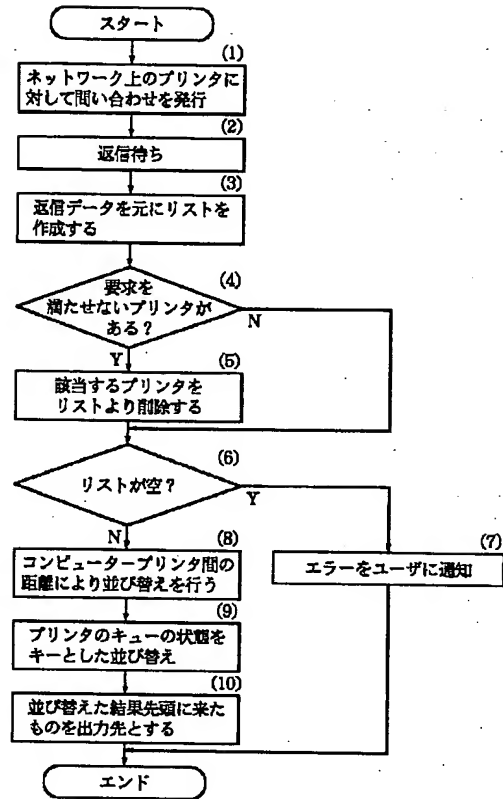 スタート
(1)
ネットワーク上のプリンタに
対して問い合わせを発行
(2)
返信待ち
(3)
返信データを元にリストを
作成する
(4)
要求を
満たせないプリンタが
ある？
N
Y
(5)
該当するプリンタを
リストより削除する
(6)
リストが空？
Y
N
(7)
エラーをユーザに通知
(8)
コンピュータープリンタ間の
距離により並び替えを行う
(9)
プリンタのキューの状態を
キーとした並び替え
(10)
並び替えた結果先頭に来た
ものを出力先とする
エンド